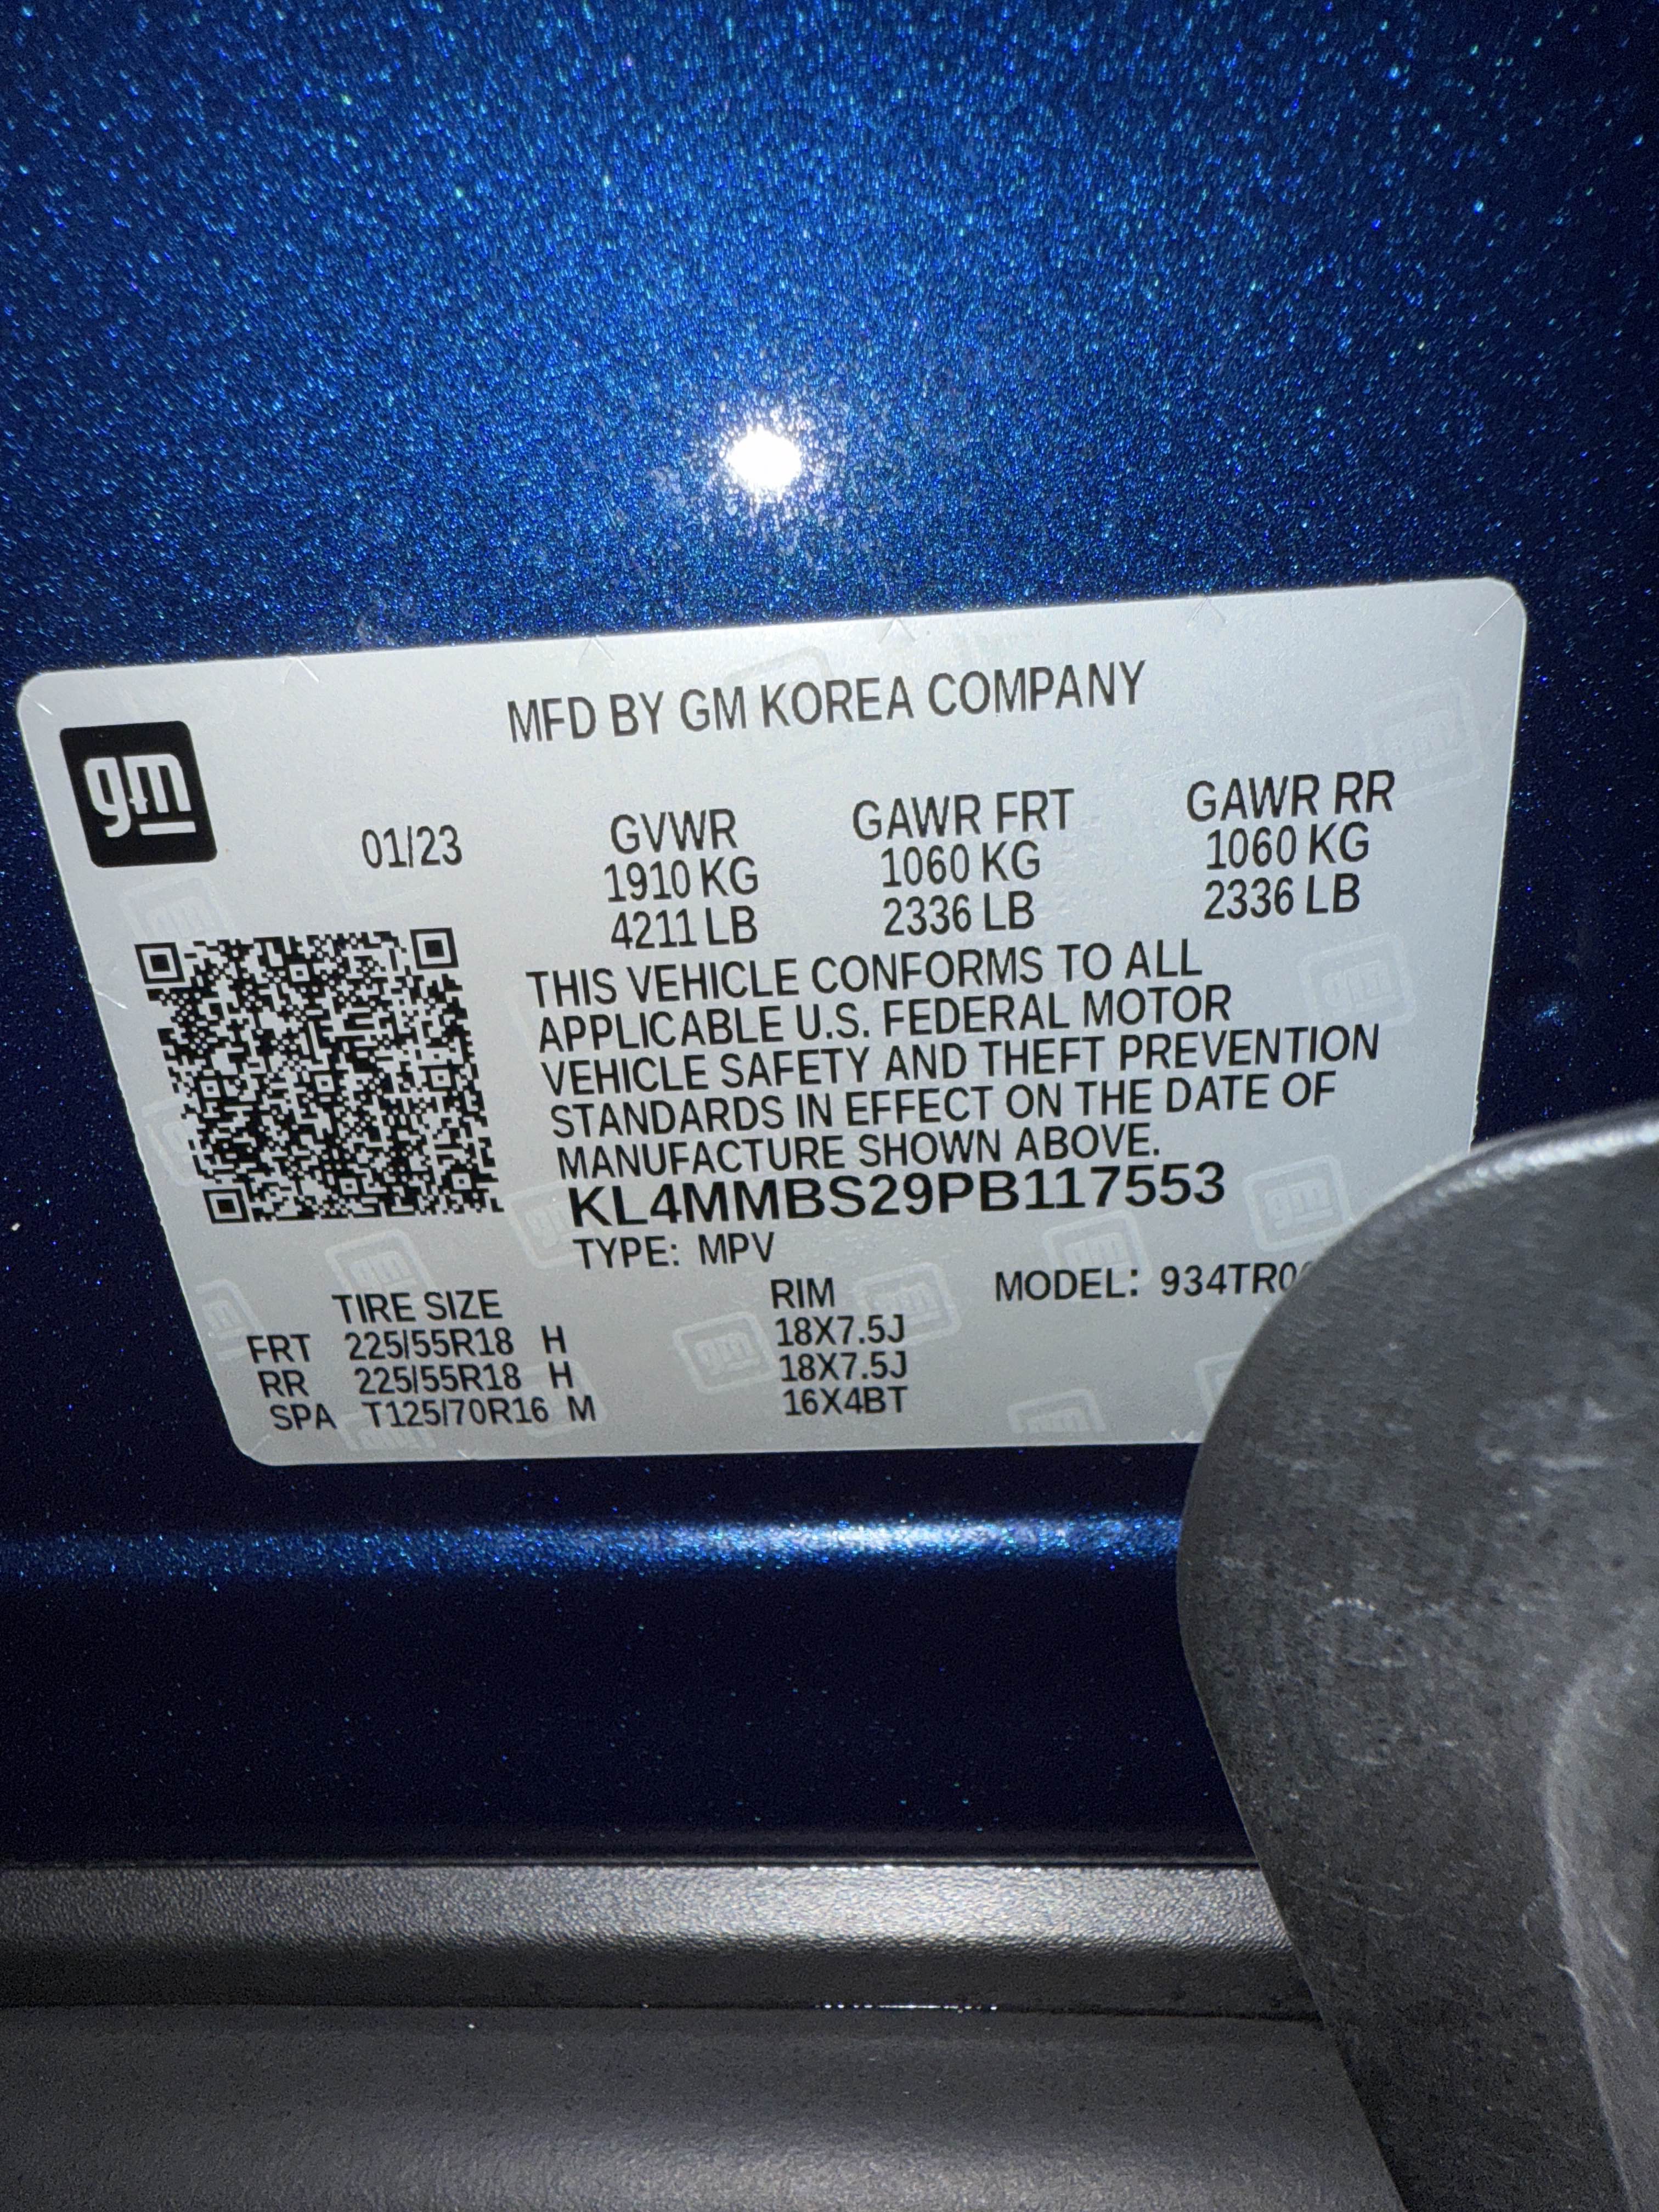 MFD BY GM KOREA COMPANY
gm
01/23
GVWR
1910 KG
4211 LB
GAWR FRT
1060 KG
2336 LB
GAWR RR
1060 KG
2336 LB
THIS VEHICLE CONFORMS TO ALL
APPLICABLE U.S. FEDERAL MOTOR
VEHICLE SAFETY AND THEFT PREVENTION
STANDARDS IN EFFECT ON THE DATE OF
MANUFACTURE SHOWN ABOVE.
KL4MMBS29PB117553
TYPE: MPV
MODEL:
TIRE SIZE RIM
FRT 225/55R18 H 18X7.5J
RR 225/55R18 H 18X7.5J
SPA T125/70R16 M 16X4BT